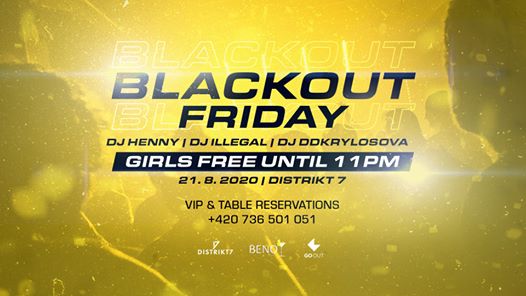 BLACKOUT
BLACKOUT
BLACKOUT
FRIDAY
DJ HENNY | DJ ILLEGAL | DJ DDKRYLOSOVA
GIRLS FREE UNTIL 11PM
21. 8. 2020 | DISTRIKT 7
VIP & TABLE RESERVATIONS
+420 736 501 051
DISTRIKT7 BENO GOOUT